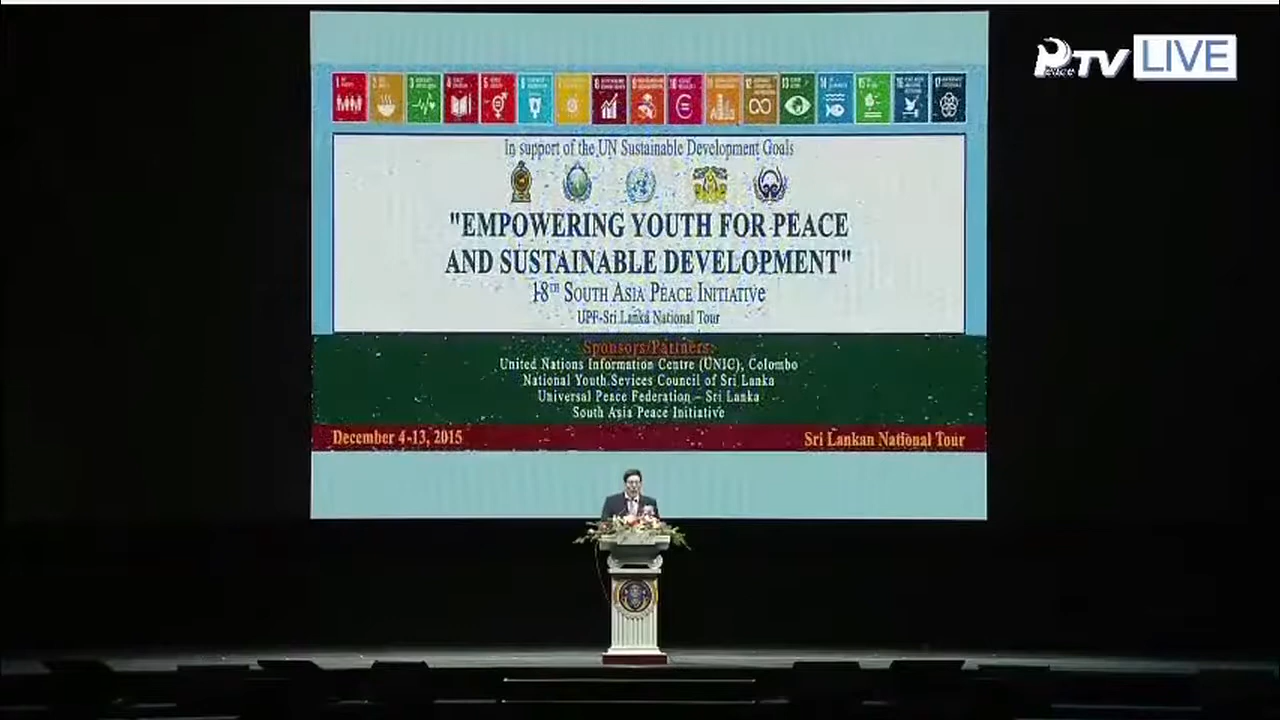 Peace TV LIVE
In support of the UN Sustainable Development Goals
"EMPOWERING YOUTH FOR PEACE
AND SUSTAINABLE DEVELOPMENT"
18TH SOUTH ASIA PEACE INITIATIVE
UPF-Sri Lanka National Tour
Sponsors/Partners:
United Nations Information Centre (UNIC), Colombo
National Youth Sevices Council of Sri Lanka
Universal Peace Federation – Sri Lanka
South Asia Peace Initiative
December 4-13, 2015
Sri Lankan National Tour